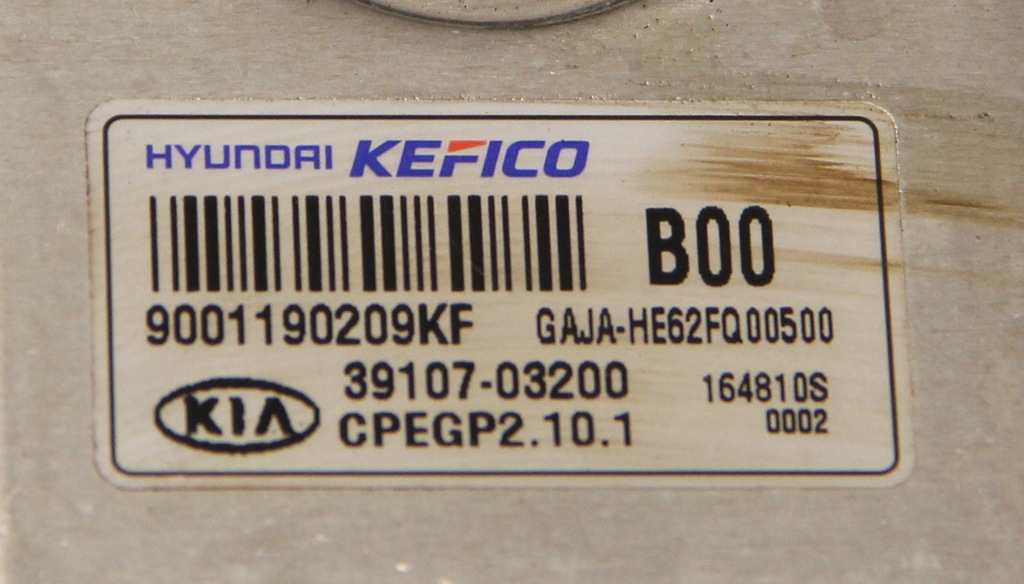 HYUNDAI KEFICO
B00
9001190209KF GAJA-HE62FQ00500
39107-03200 164810S
KIA CPEGP2.10.1 0002